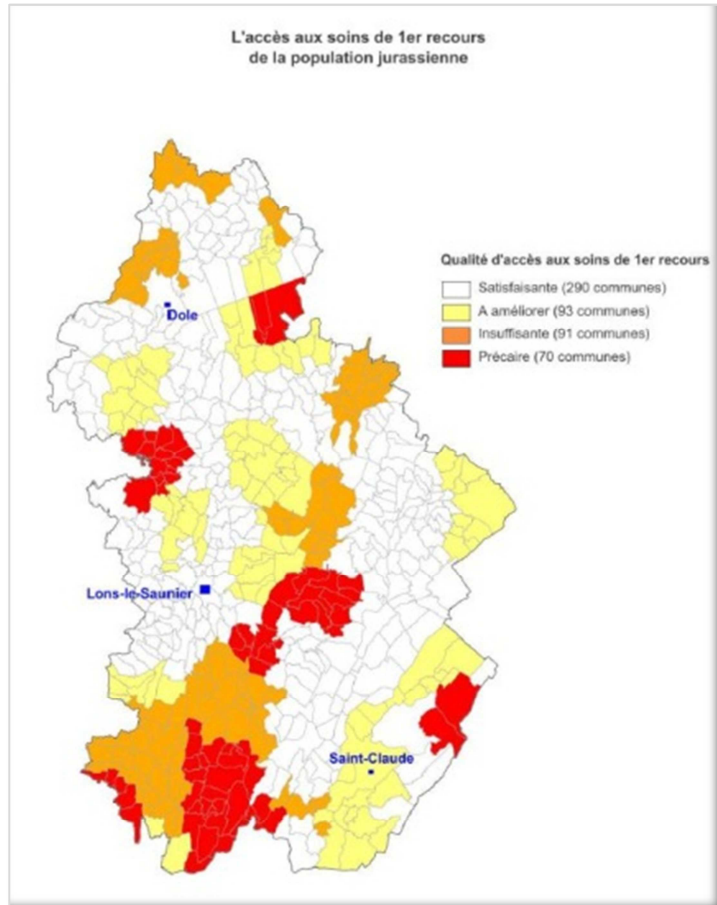 L'accès aux soins de 1er recours
de la population jurassienne
Qualité d'accès aux soins de 1er recours
Satisfaisante (290 communes)
A améliorer (93 communes)
Insuffisante (91 communes)
Précaire (70 communes)
Dole
Lons-le-Saunier
Saint-Claude